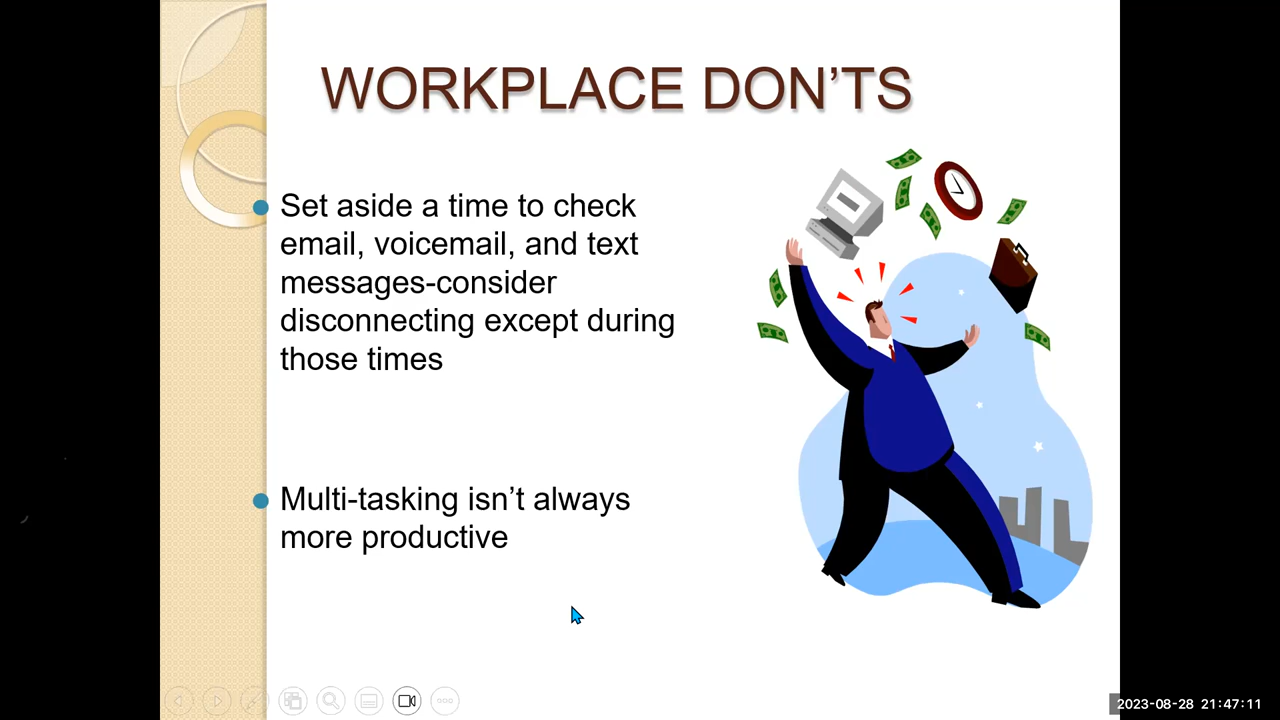 WORKPLACE DON’TS
Set aside a time to check
email, voicemail, and text
messages-consider
disconnecting except during
those times
Multi-tasking isn’t always
more productive
2023-08-28 21:47:11